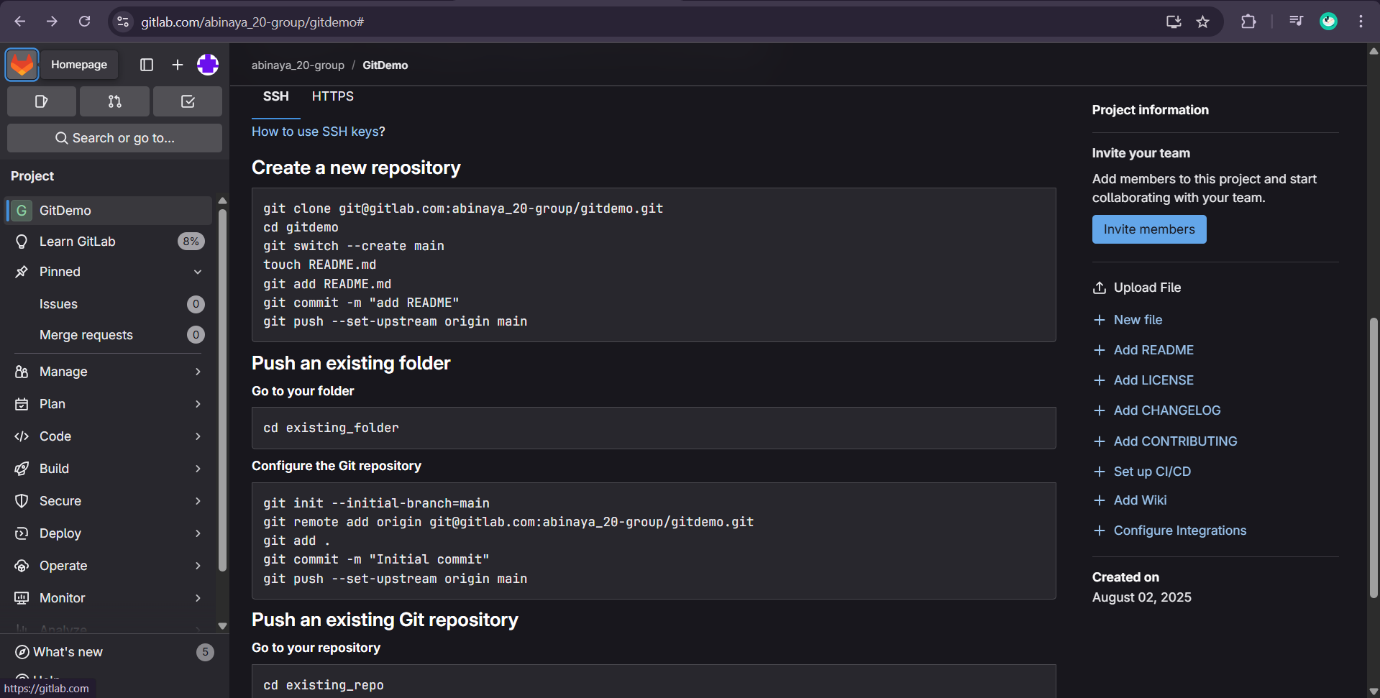 gitlab.com/abinaya_20-group/gitdemo#
Homepage
abinaya_20-group / GitDemo
Search or go to...
Project
G GitDemo
Learn GitLab 8%
Pinned
Issues 0
Merge requests 0
Manage
Plan
Code
Build
Secure
Deploy
Operate
Monitor
Analyze
What's new 5
Help
https://gitlab.com
SSH HTTPS
How to use SSH keys?
Create a new repository
git clone git@gitlab.com:abinaya_20-group/gitdemo.git
cd gitdemo
git switch --create main
touch README.md
git add README.md
git commit -m "add README"
git push --set-upstream origin main
Push an existing folder
Go to your folder
cd existing_folder
Configure the Git repository
git init --initial-branch=main
git remote add origin git@gitlab.com:abinaya_20-group/gitdemo.git
git add .
git commit -m "Initial commit"
git push --set-upstream origin main
Push an existing Git repository
Go to your repository
cd existing_repo
Project information
Invite your team
Add members to this project and start
collaborating with your team.
Invite members
Upload File
New file
Add README
Add LICENSE
Add CHANGELOG
Add CONTRIBUTING
Set up CI/CD
Add Wiki
Configure Integrations
Created on
August 02, 2025